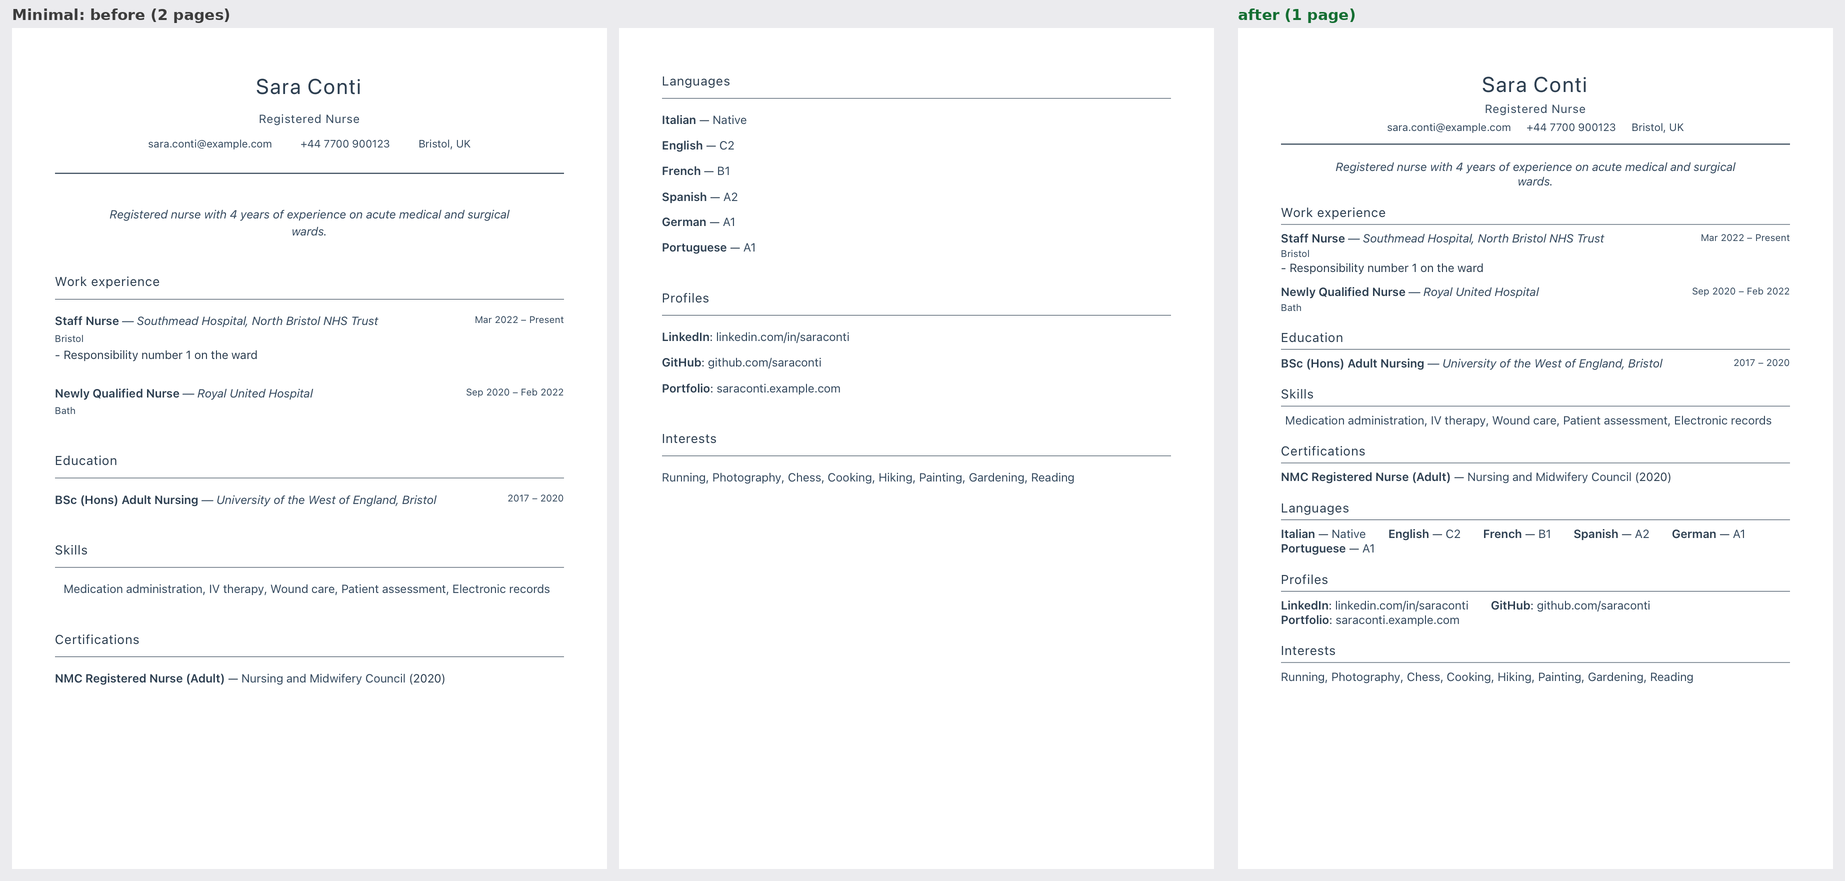 Minimal: before (2 pages)
Sara Conti
Registered Nurse
sara.conti@example.com +44 7700 900123 Bristol, UK
Registered nurse with 4 years of experience on acute medical and surgical
wards.
Work experience
Staff Nurse — Southmead Hospital, North Bristol NHS Trust Mar 2022 – Present
Bristol
- Responsibility number 1 on the ward
Newly Qualified Nurse — Royal United Hospital Sep 2020 – Feb 2022
Bath
Education
BSc (Hons) Adult Nursing — University of the West of England, Bristol 2017 – 2020
Skills
Medication administration, IV therapy, Wound care, Patient assessment, Electronic records
Certifications
NMC Registered Nurse (Adult) — Nursing and Midwifery Council (2020)
Languages
Italian — Native
English — C2
French — B1
Spanish — A2
German — A1
Portuguese — A1
Profiles
LinkedIn: linkedin.com/in/saraconti
GitHub: github.com/saraconti
Portfolio: saraconti.example.com
Interests
Running, Photography, Chess, Cooking, Hiking, Painting, Gardening, Reading
after (1 page)
Sara Conti
Registered Nurse
sara.conti@example.com +44 7700 900123 Bristol, UK
Registered nurse with 4 years of experience on acute medical and surgical
wards.
Work experience
Staff Nurse — Southmead Hospital, North Bristol NHS Trust Mar 2022 – Present
Bristol
- Responsibility number 1 on the ward
Newly Qualified Nurse — Royal United Hospital Sep 2020 – Feb 2022
Bath
Education
BSc (Hons) Adult Nursing — University of the West of England, Bristol 2017 – 2020
Skills
Medication administration, IV therapy, Wound care, Patient assessment, Electronic records
Certifications
NMC Registered Nurse (Adult) — Nursing and Midwifery Council (2020)
Languages
Italian — Native English — C2 French — B1 Spanish — A2 German — A1
Portuguese — A1
Profiles
LinkedIn: linkedin.com/in/saraconti GitHub: github.com/saraconti
Portfolio: saraconti.example.com
Interests
Running, Photography, Chess, Cooking, Hiking, Painting, Gardening, Reading